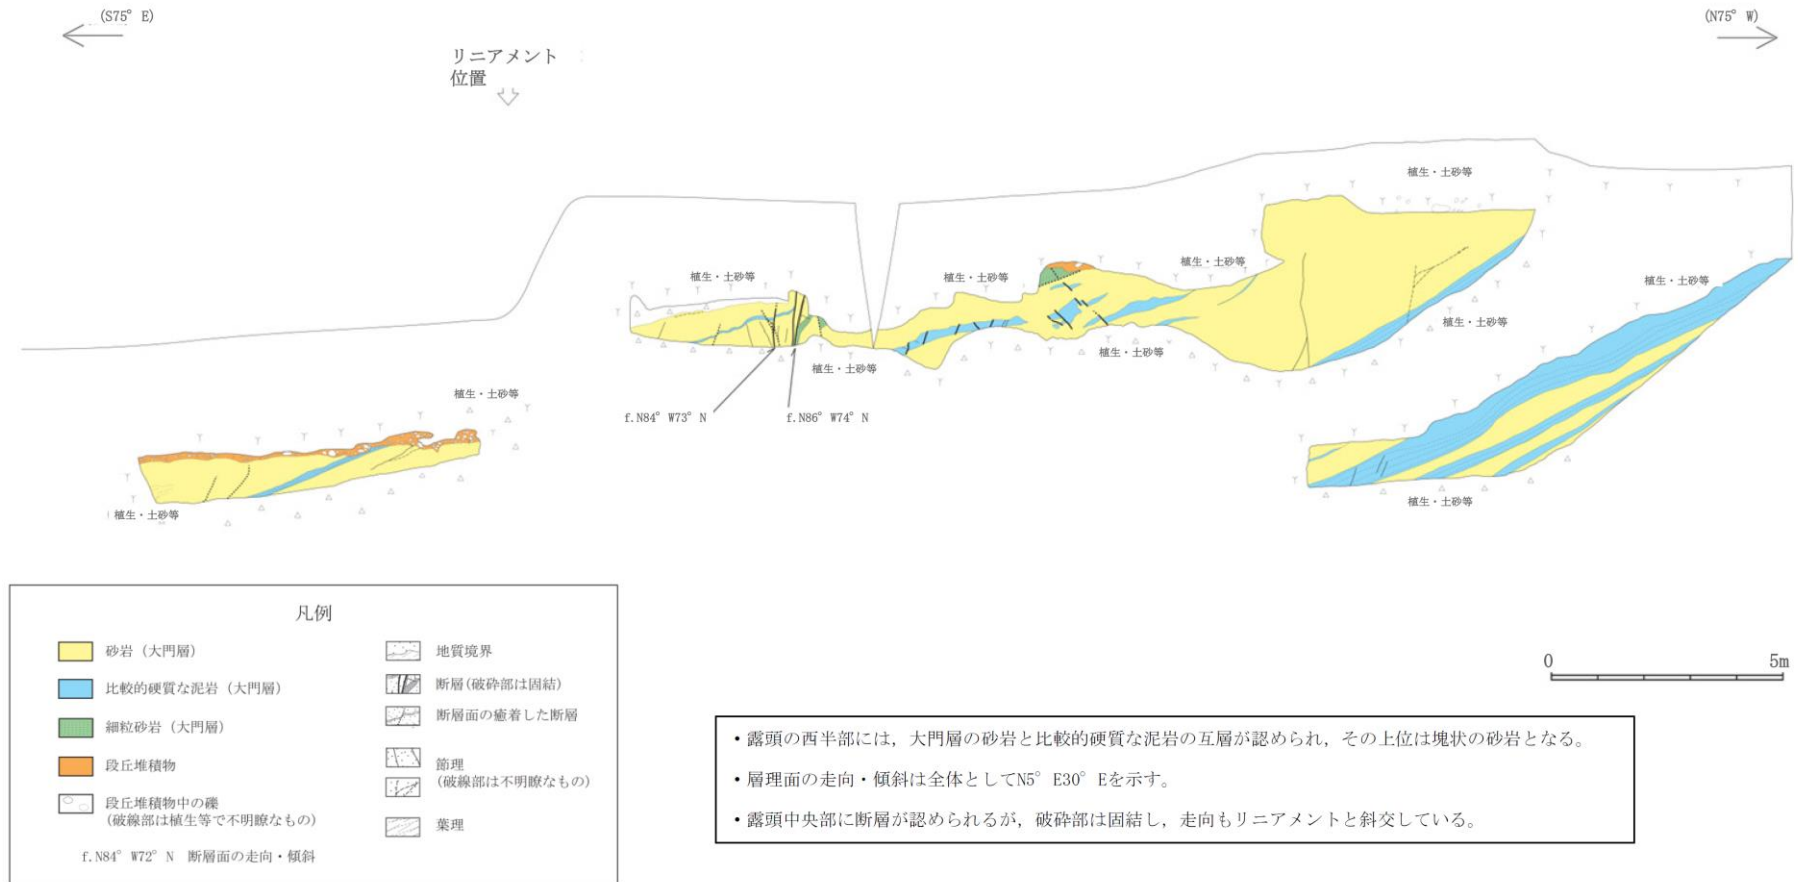 (S75° E)
(N75° W)
リニアメント
位置
植生・土砂等
植生・土砂等
植生・土砂等
植生・土砂等
植生・土砂等
植生・土砂等
植生・土砂等
植生・土砂等
植生・土砂等
f.N84° W73° N
f.N86° W74° N
植生・土砂等
植生・土砂等
植生・土砂等
凡例
砂岩（大門層）
比較的硬質な泥岩（大門層）
細粒砂岩（大門層）
段丘堆積物
段丘堆積物中の礫
(破線部は植生等で不明瞭なもの)
f.N84° W72° N 断層面の走向・傾斜
地質境界
断層(破砕部は固結)
断層面の癒着した断層
節理
(破線部は不明瞭なもの)
葉理
0 5m
・露頭の西半部には，大門層の砂岩と比較的硬質な泥岩の互層が認められ，その上位は塊状の砂岩となる。
・層理面の走向・傾斜は全体としてN5° E30° Eを示す。
・露頭中央部に断層が認められるが，破砕部は固結し，走向もリニアメントと斜交している。